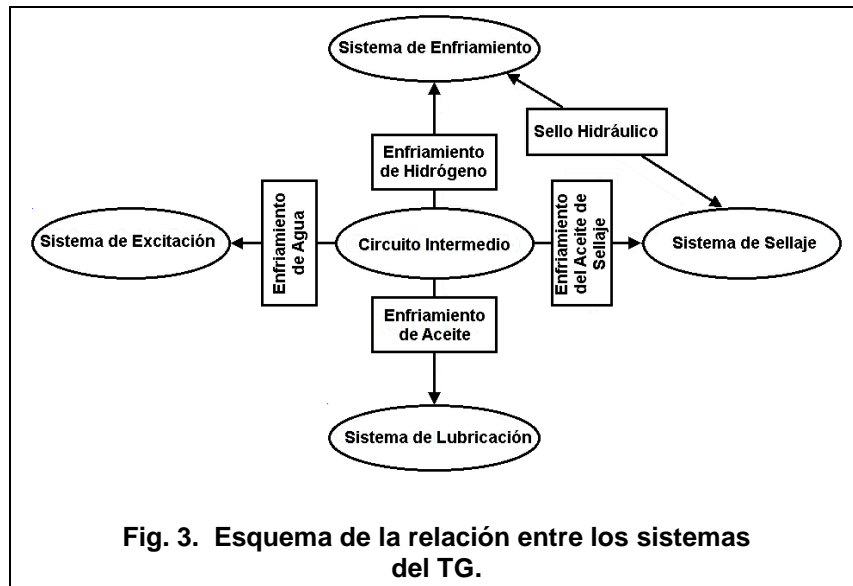 Sistema de Enfriamiento
Sello Hidráulico
Enfriamiento
de Hidrógeno
Sistema de Excitación
Enfriamiento
de Agua
Circuito Intermedio
Enfriamiento
del Aceite de
Sellaje
Sistema de Sellaje
Enfriamiento
de Aceite
Sistema de Lubricación
Fig. 3. Esquema de la relación entre los sistemas
del TG.